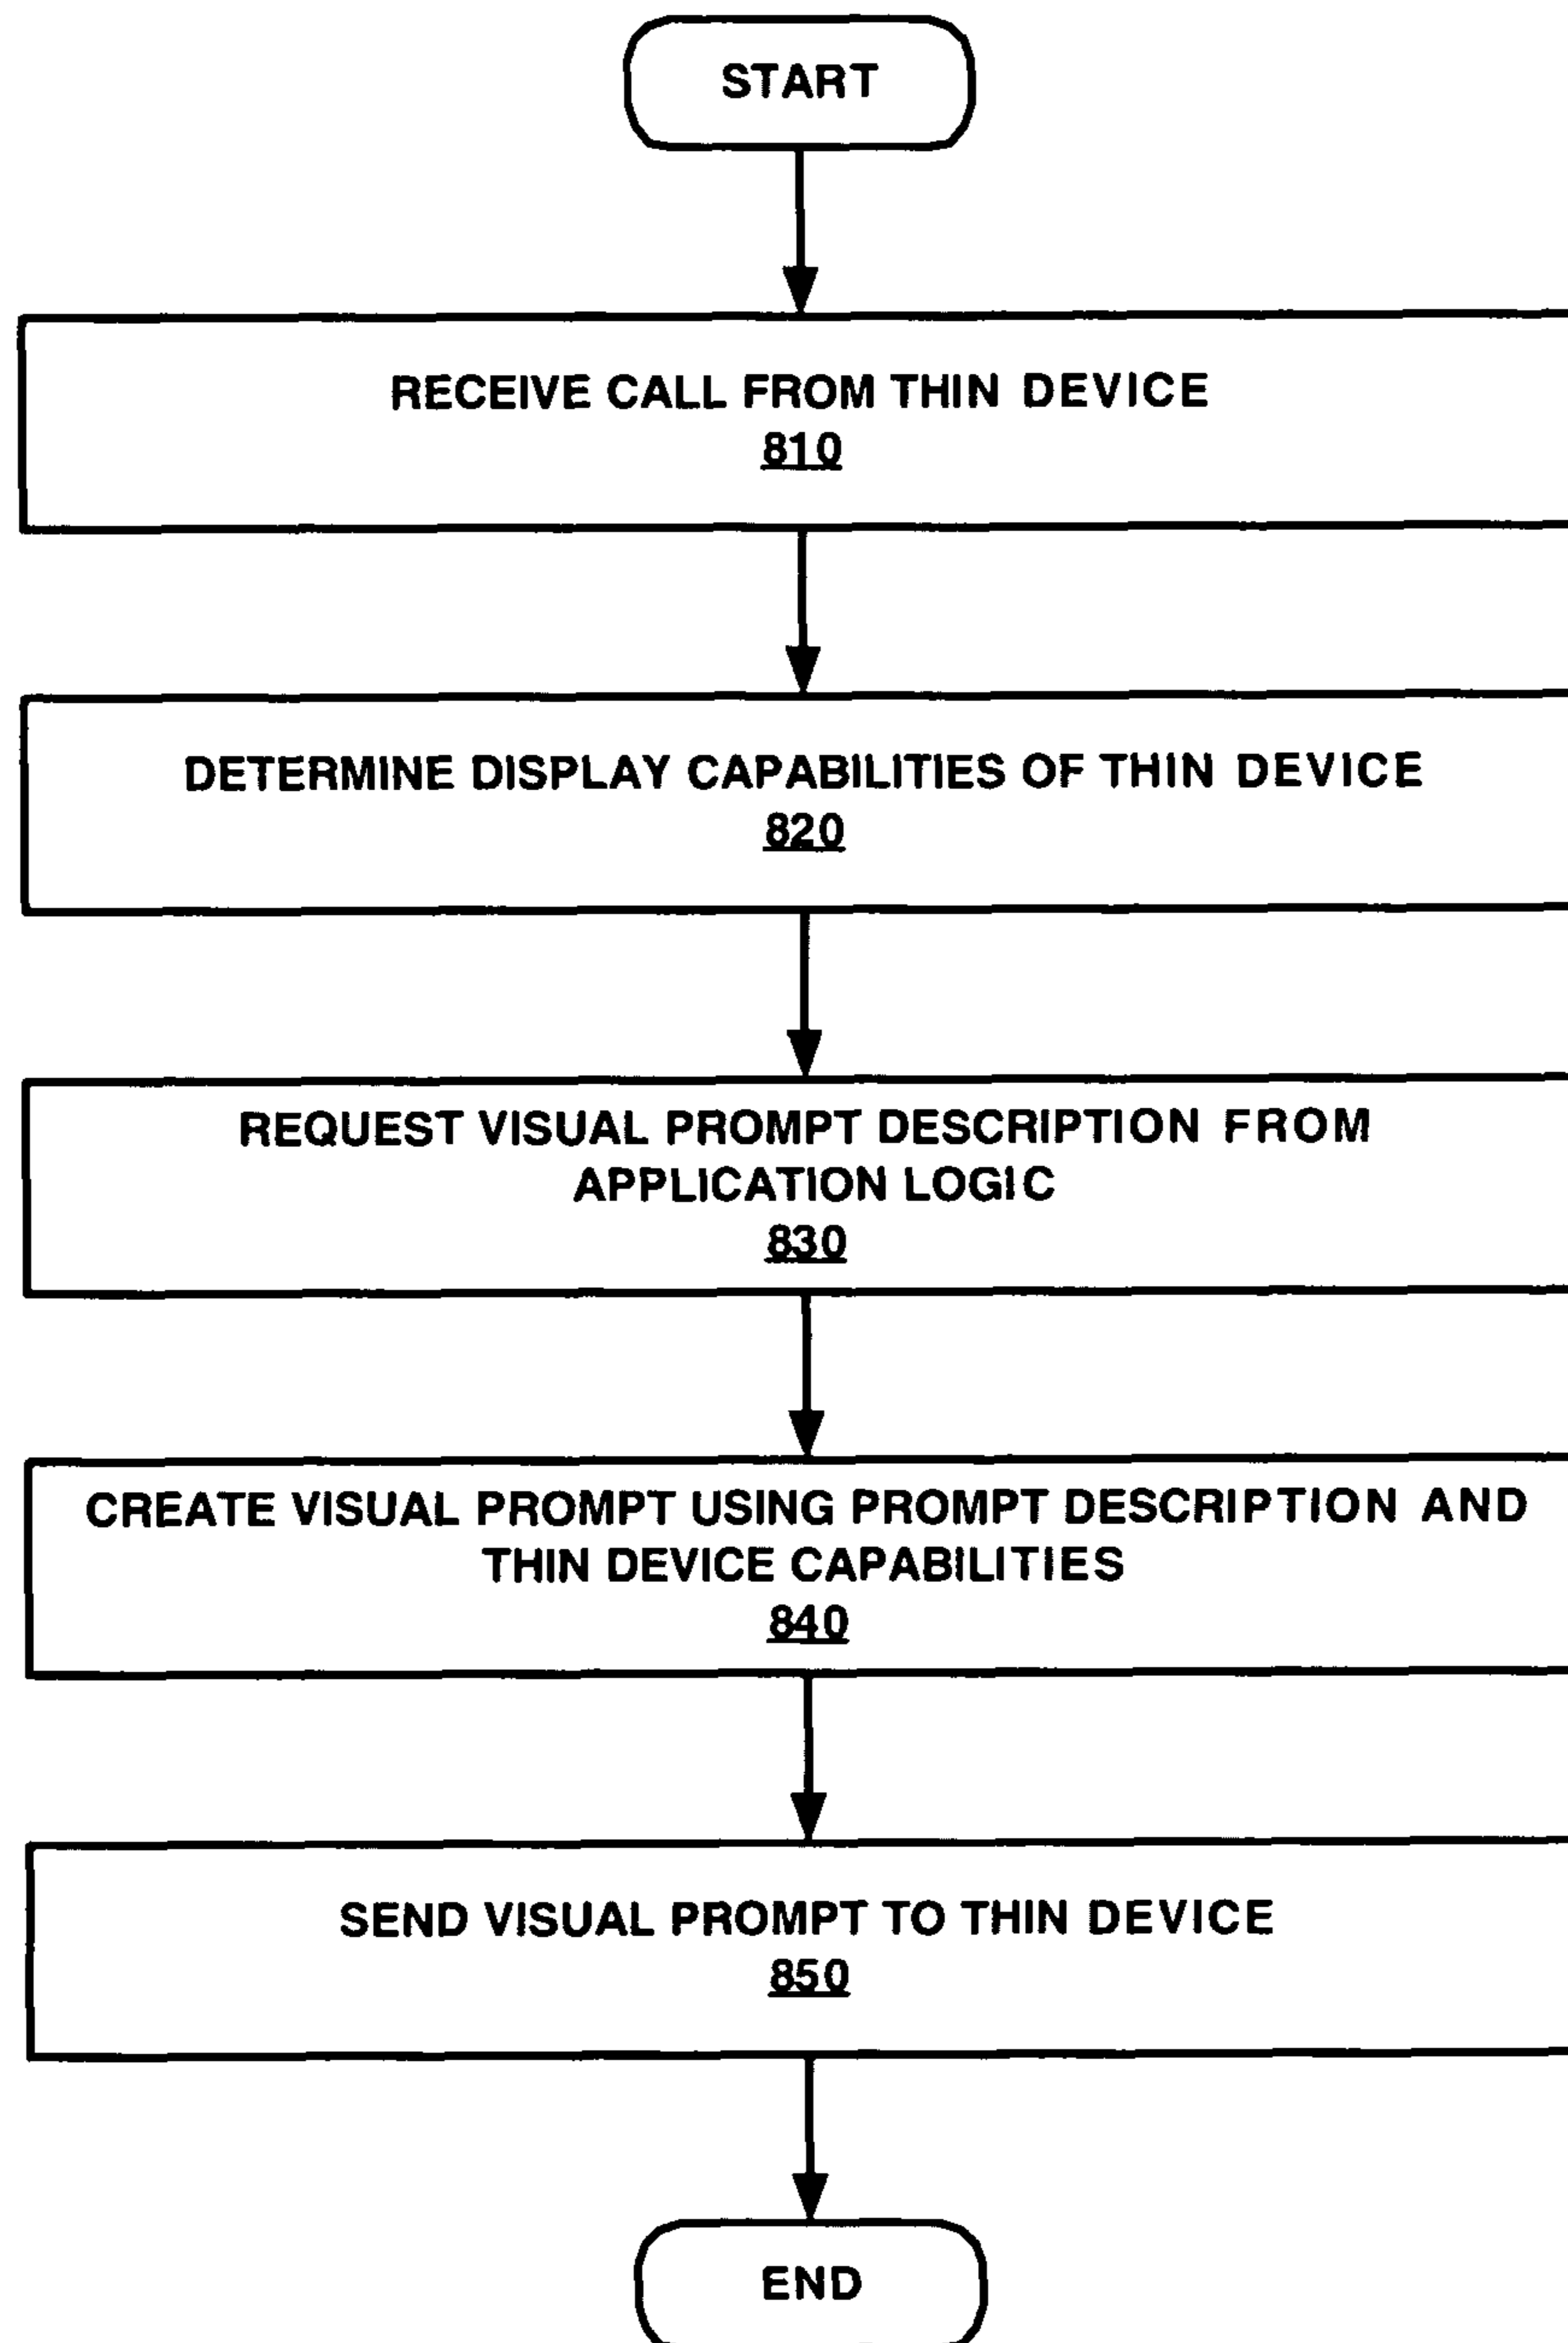 START
RECEIVE CALL FROM THIN DEVICE
810
DETERMINE DISPLAY CAPABILITIES OF THIN DEVICE
820
REQUEST VISUAL PROMPT DESCRIPTION FROM
APPLICATION LOGIC
830
CREATE VISUAL PROMPT USING PROMPT DESCRIPTION AND
THIN DEVICE CAPABILITIES
840
SEND VISUAL PROMPT TO THIN DEVICE
850
END